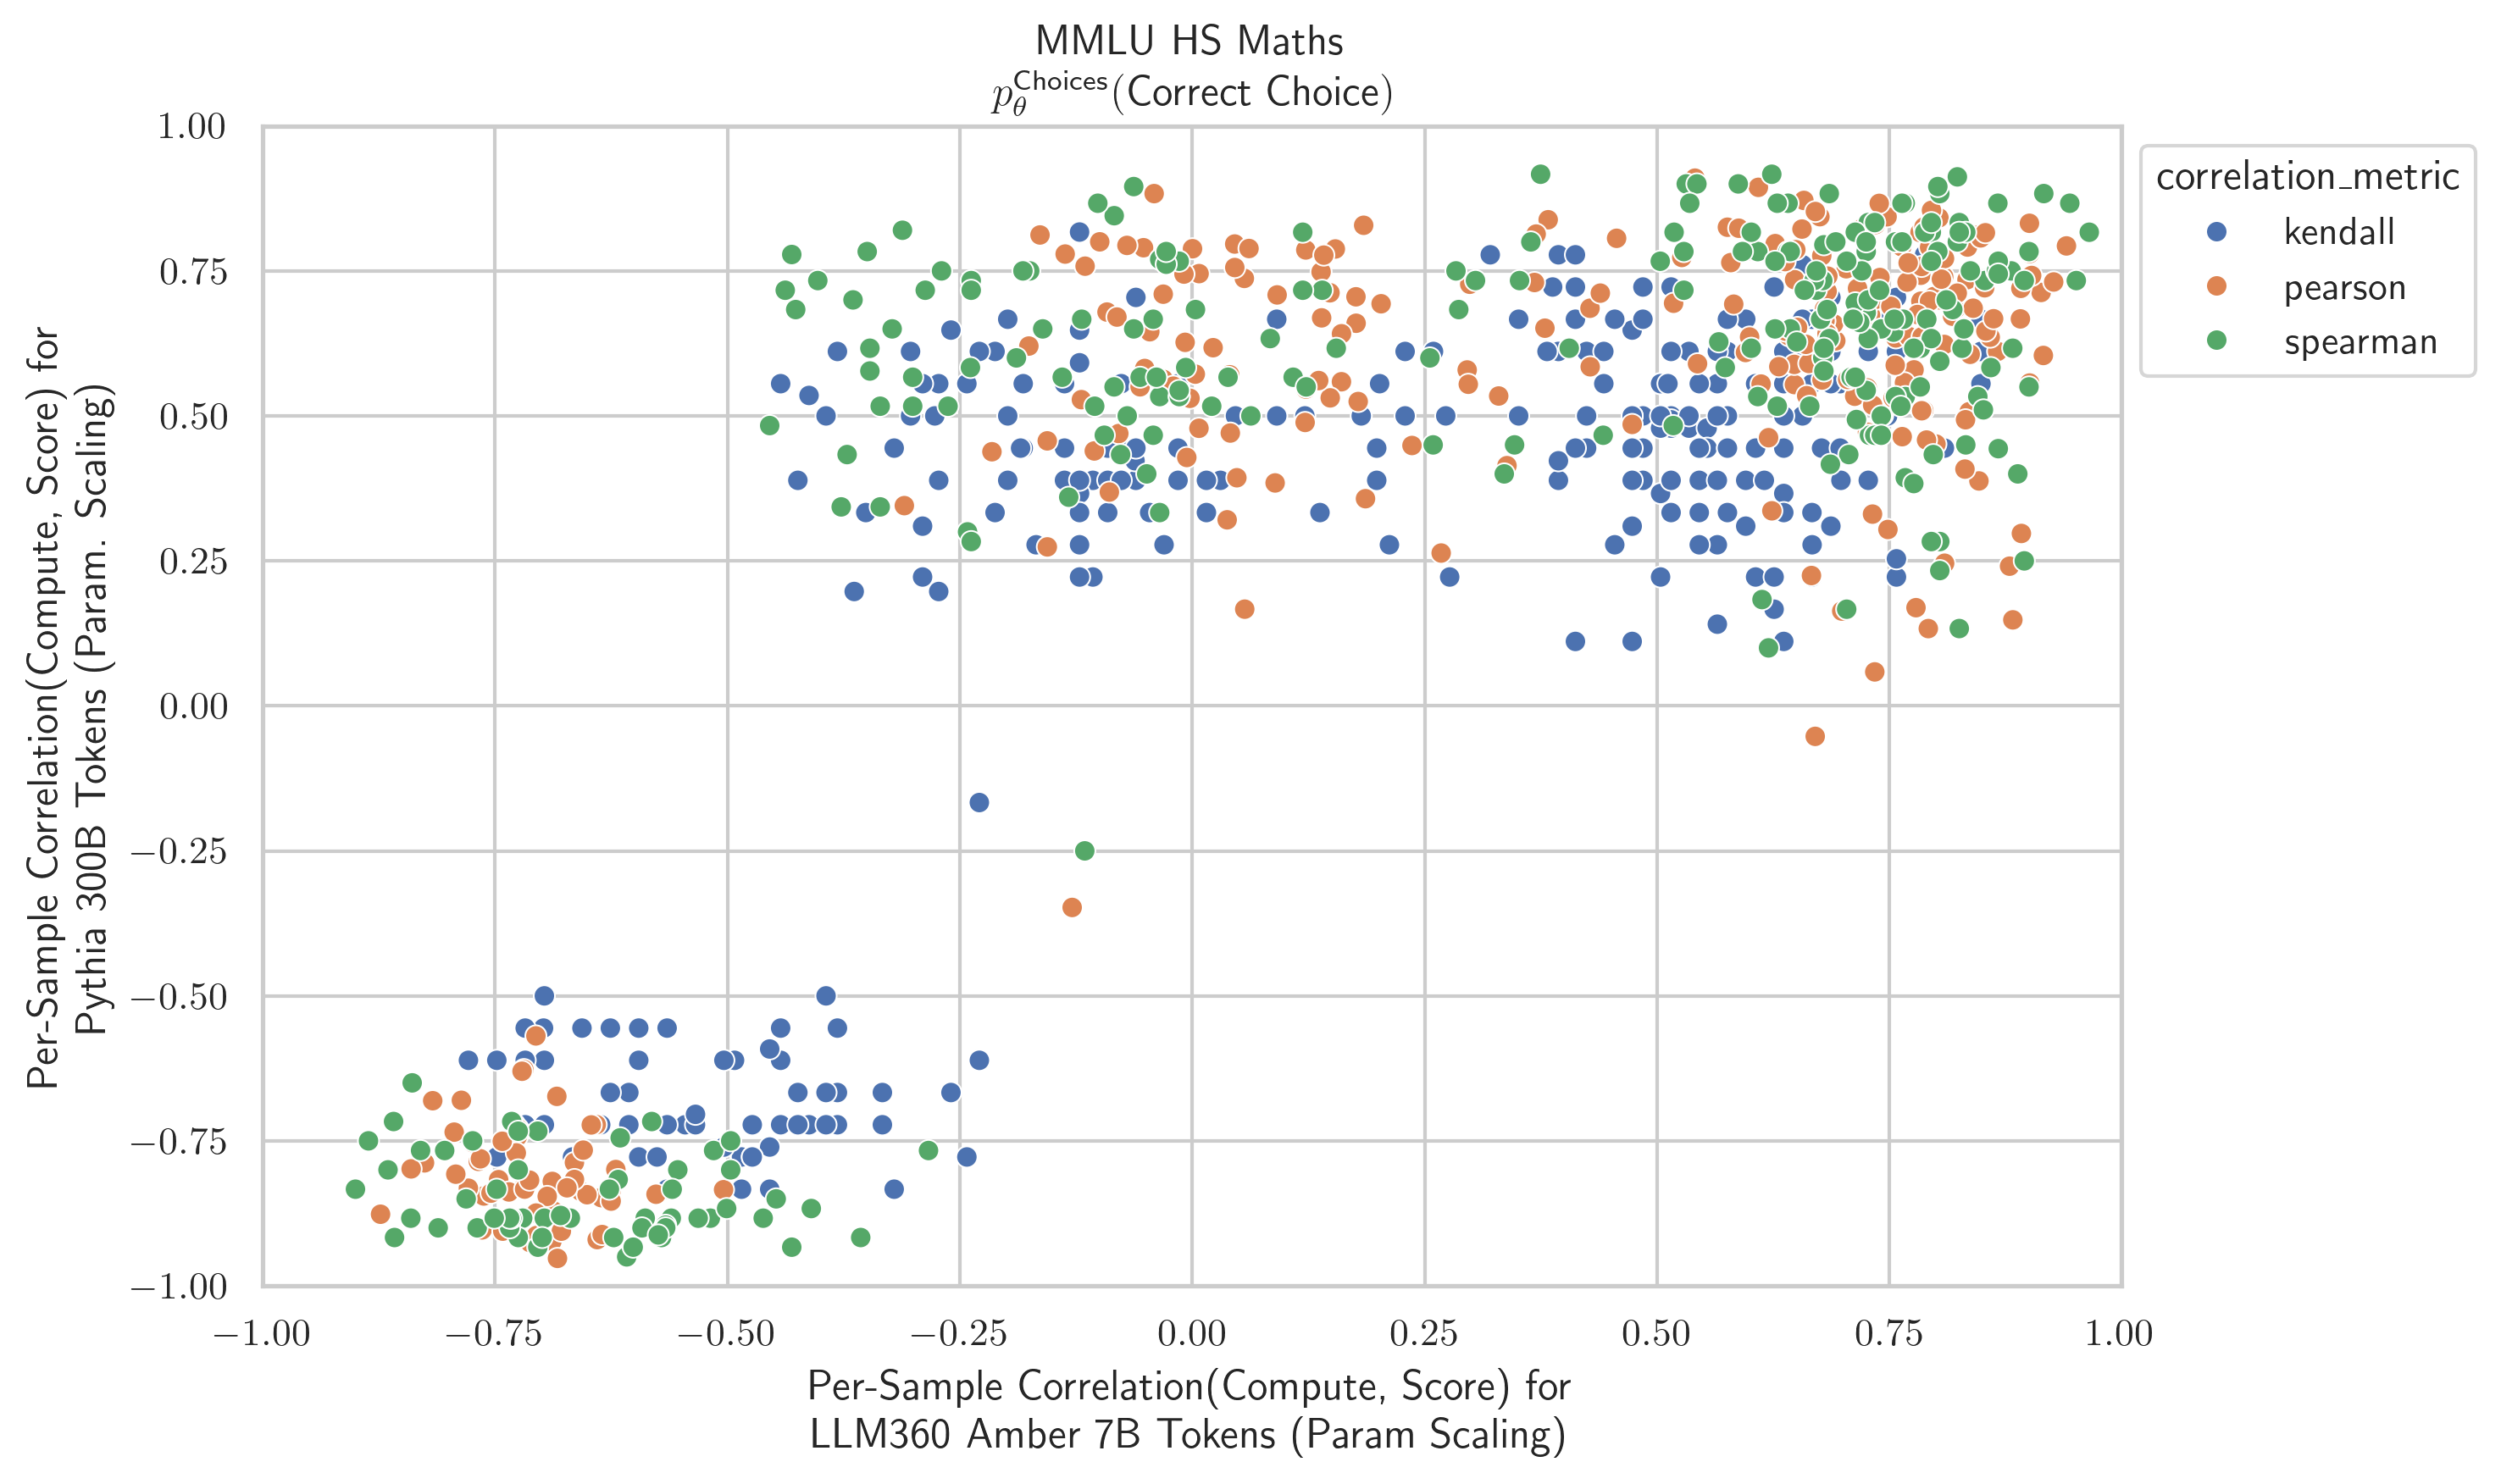 MMLU HS Maths
p_θ^Choices(Correct Choice)
1.00
0.75
0.50
0.25
0.00
−0.25
−0.50
−0.75
−1.00
Per-Sample Correlation(Compute, Score) for
Pythia 300B Tokens (Param. Scaling)
correlation_metric
kendall
pearson
spearman
−1.00
−0.75
−0.50
−0.25
0.00
0.25
0.50
0.75
1.00
Per-Sample Correlation(Compute, Score) for
LLM360 Amber 7B Tokens (Param Scaling)